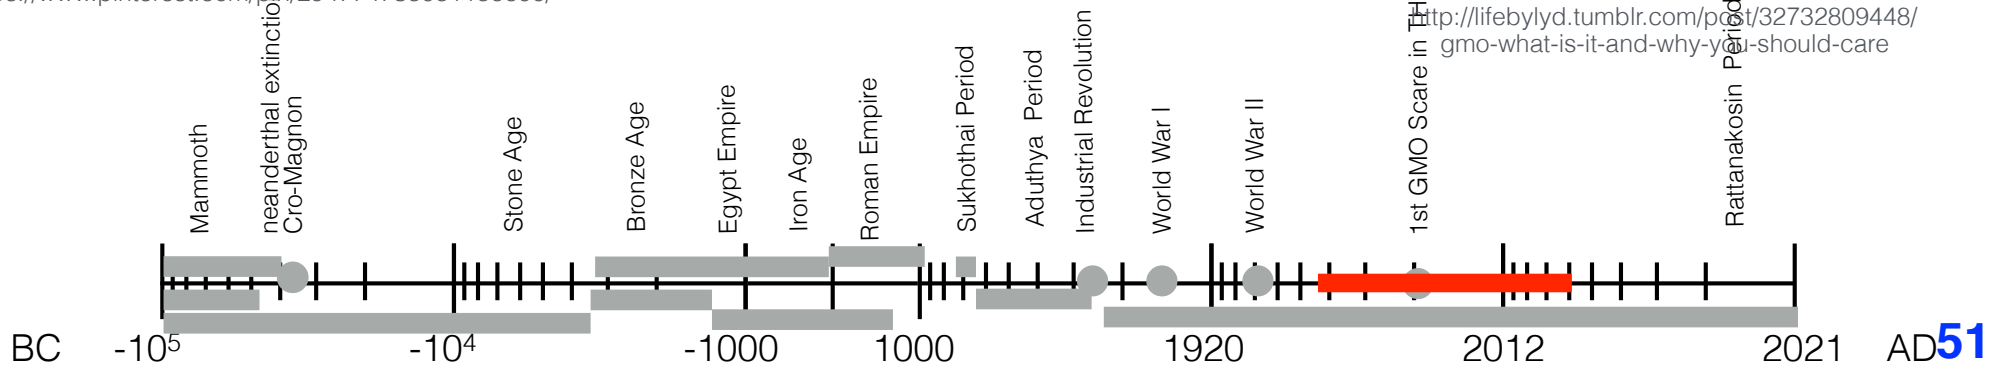 http://lifebylyd.tumblr.com/post/32732809448/
gmo-what-is-it-and-why-you-should-care
Mammoth
neanderthal extinctio
Cro-Magnon
Stone Age
Bronze Age
Egypt Empire
Iron Age
Roman Empire
Sukhothai Period
Aduthya Period
Industrial Revolution
World War I
World War II
1st GMO Scare in TH
Rattanakosin Period
BC -10⁵ -10⁴ -1000 1000 1920 2012 2021 AD 51